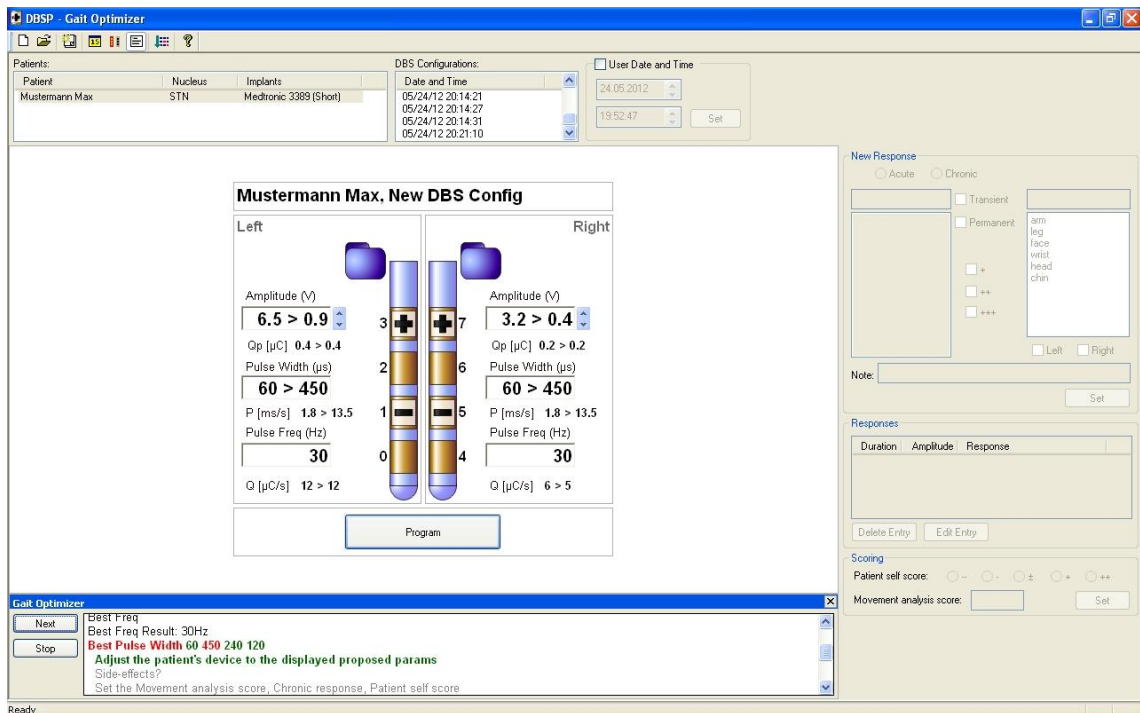 DBSP - Gait Optimizer
Patients:
Patient Nucleus Implants
Mustermann Max STN Medtronic 3389 (Short)
DBS Configurations:
Date and Time
05/24/12 20:14:21
05/24/12 20:14:27
05/24/12 20:14:31
05/24/12 20:21:10
User Date and Time
24.05.2012
19:52:47
Set
Mustermann Max, New DBS Config
Left
Right
Amplitude (V)
6.5 > 0.9
Qp [µC] 0.4 > 0.4
Pulse Width (µs)
60 > 450
P [ms/s] 1.8 > 13.5
Pulse Freq (Hz)
30
Q [µC/s] 12 > 12
3
2
1
0
7
6
5
4
Amplitude (V)
3.2 > 0.4
Qp [µC] 0.2 > 0.2
Pulse Width (µs)
60 > 450
P [ms/s] 1.8 > 13.5
Pulse Freq (Hz)
30
Q [µC/s] 6 > 5
Program
New Response
Acute Chronic
Transient
Permanent
+
++
+++
arm
leg
face
wrist
head
chin
Left Right
Note:
Set
Responses
Duration Amplitude Response
Delete Entry Edit Entry
Scoring
Patient self score: -- - ± + ++
Movement analysis score: Set
Gait Optimizer
Next
Stop
Best Freq
Best Freq Result: 30Hz
Best Pulse Width 60 450 240 120
Adjust the patient's device to the displayed proposed params
Side-effects?
Set the Movement analysis score, Chronic response, Patient self score
Ready